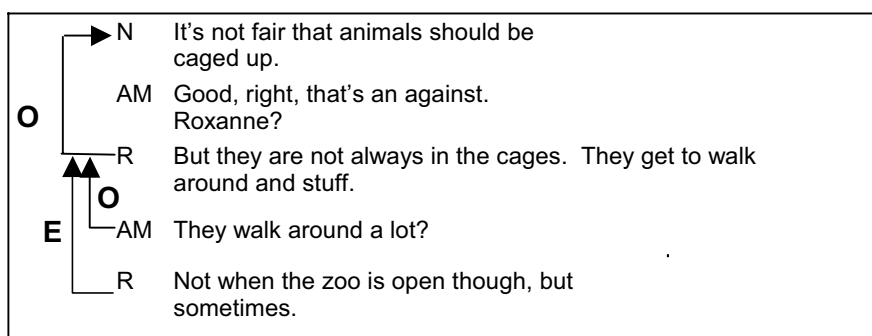 N It's not fair that animals should be
caged up.
AM Good, right, that's an against.
Roxanne?
O
R But they are not always in the cages. They get to walk
around and stuff.
O
E AM They walk around a lot?
R Not when the zoo is open though, but
sometimes.